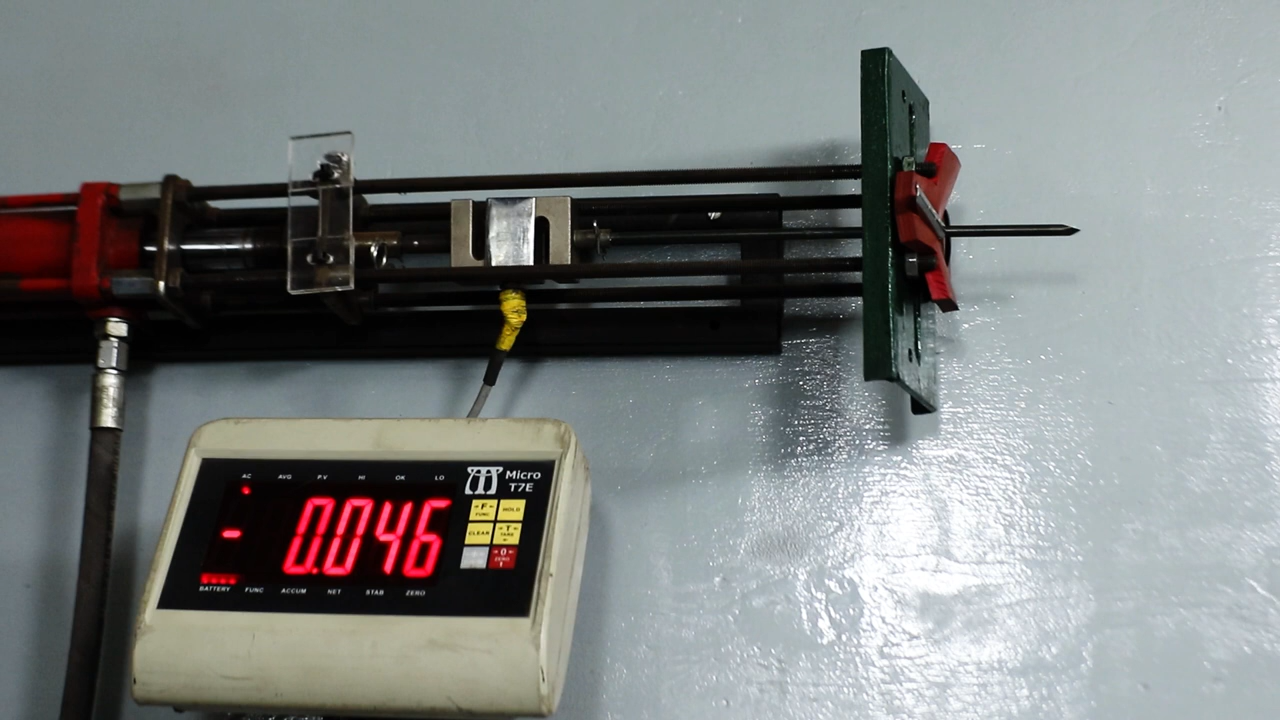 AC AVG P.V HI OK LO
Micro
T7E
-0.046
F
FUNC
HOLD
CLEAR
T
TARE
0
ZERO
BATTERY FUNC ACCUM NET STAB ZERO